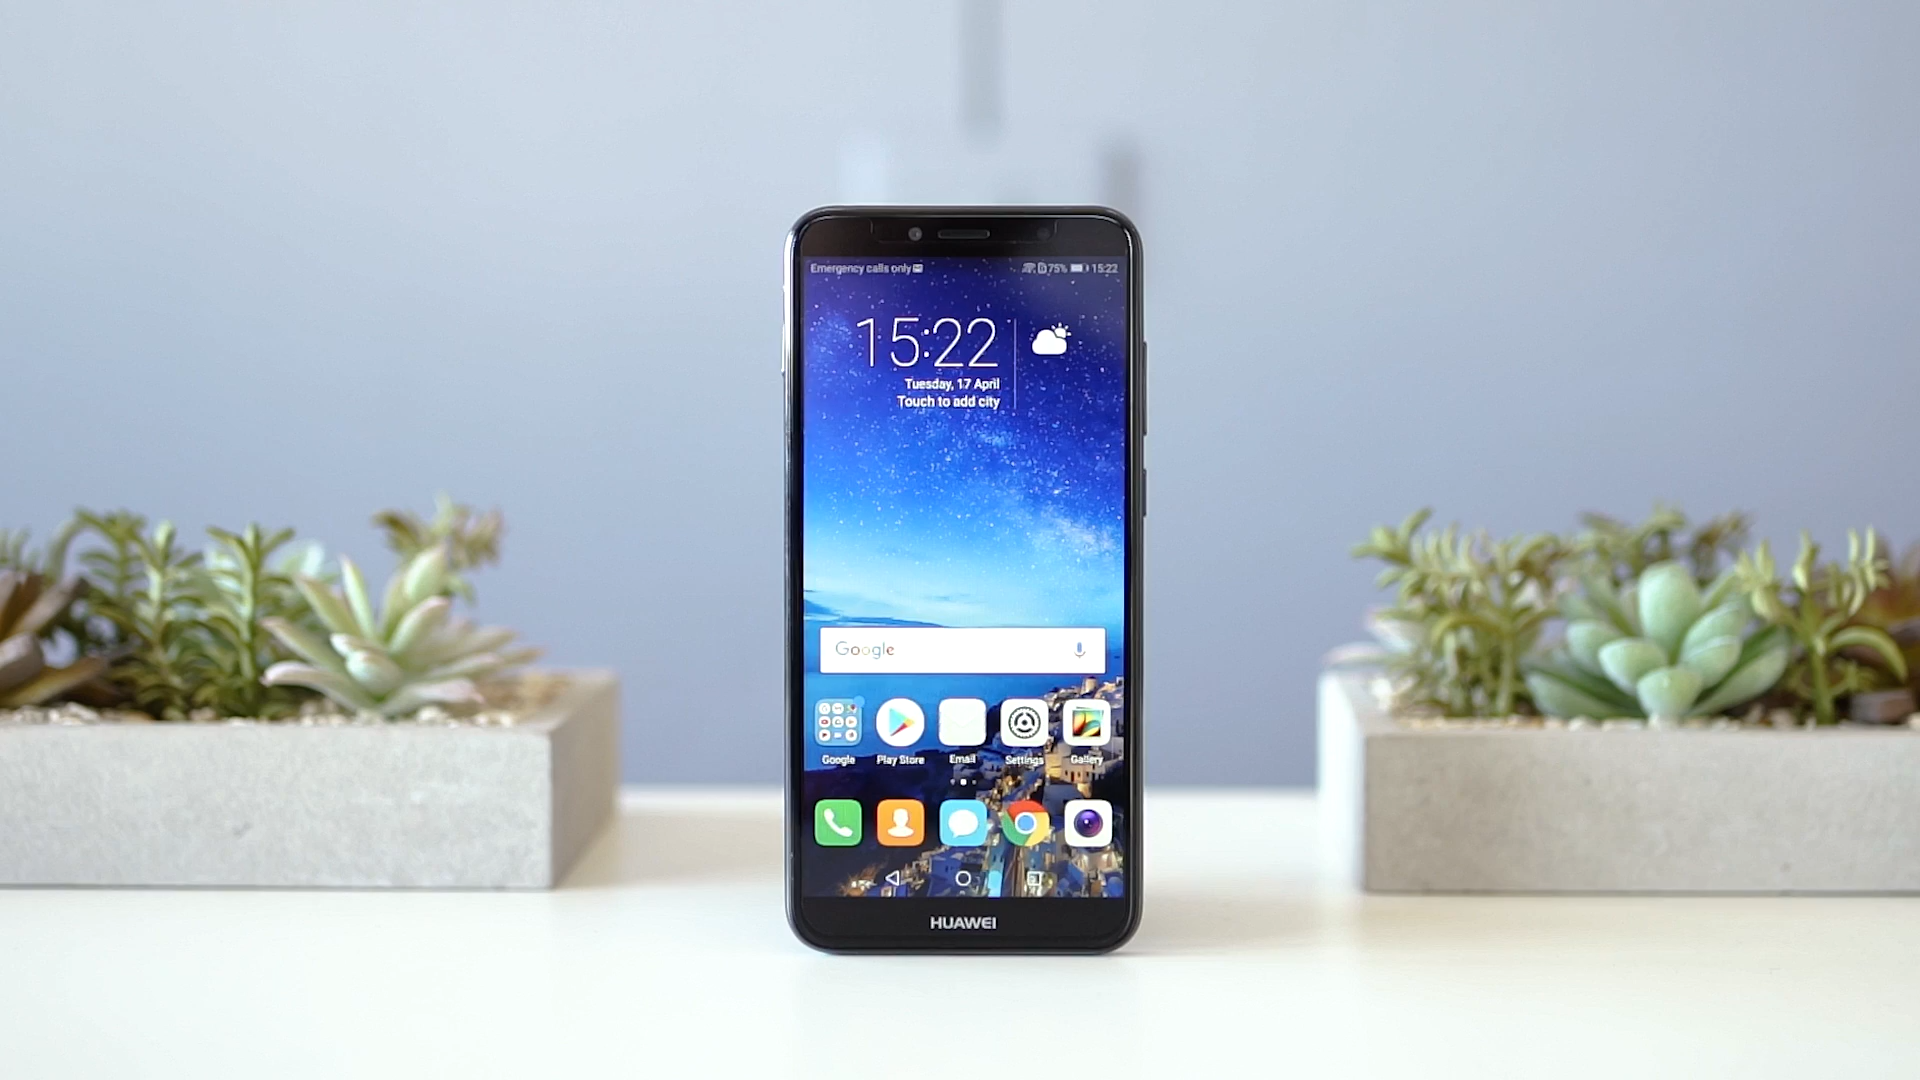 Emergency calls only
75% 15:22
15:22
Tuesday, 17 April
Touch to add city
Google
Google Play Store Email Settings Gallery
HUAWEI